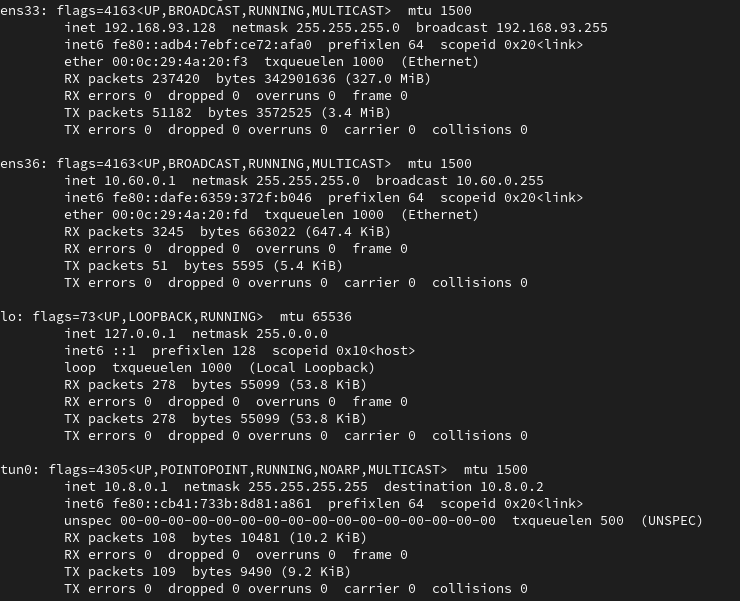 ens33: flags=4163<UP,BROADCAST,RUNNING,MULTICAST>  mtu 1500
        inet 192.168.93.128  netmask 255.255.255.0  broadcast 192.168.93.255
        inet6 fe80::adb4:7ebf:ce72:afa0  prefixlen 64  scopeid 0x20<link>
        ether 00:0c:29:4a:20:f3  txqueuelen 1000  (Ethernet)
        RX packets 237420  bytes 342901636 (327.0 MiB)
        RX errors 0  dropped 0  overruns 0  frame 0
        TX packets 51182  bytes 3572525 (3.4 MiB)
        TX errors 0  dropped 0 overruns 0  carrier 0  collisions 0

ens36: flags=4163<UP,BROADCAST,RUNNING,MULTICAST>  mtu 1500
        inet 10.60.0.1  netmask 255.255.255.0  broadcast 10.60.0.255
        inet6 fe80::dafe:6359:372f:b046  prefixlen 64  scopeid 0x20<link>
        ether 00:0c:29:4a:20:fd  txqueuelen 1000  (Ethernet)
        RX packets 3245  bytes 663022 (647.4 KiB)
        RX errors 0  dropped 0  overruns 0  frame 0
        TX packets 51  bytes 5595 (5.4 KiB)
        TX errors 0  dropped 0 overruns 0  carrier 0  collisions 0

lo: flags=73<UP,LOOPBACK,RUNNING>  mtu 65536
        inet 127.0.0.1  netmask 255.0.0.0
        inet6 ::1  prefixlen 128  scopeid 0x10<host>
        loop  txqueuelen 1000  (Local Loopback)
        RX packets 278  bytes 55099 (53.8 KiB)
        RX errors 0  dropped 0  overruns 0  frame 0
        TX packets 278  bytes 55099 (53.8 KiB)
        TX errors 0  dropped 0 overruns 0  carrier 0  collisions 0

tun0: flags=4305<UP,POINTOPOINT,RUNNING,NOARP,MULTICAST>  mtu 1500
        inet 10.8.0.1  netmask 255.255.255.255  destination 10.8.0.2
        inet6 fe80::cb41:733b:8d81:a861  prefixlen 64  scopeid 0x20<link>
        unspec 00-00-00-00-00-00-00-00-00-00-00-00-00-00-00-00  txqueuelen 500  (UNSPEC)
        RX packets 108  bytes 10481 (10.2 KiB)
        RX errors 0  dropped 0  overruns 0  frame 0
        TX packets 109  bytes 9490 (9.2 KiB)
        TX errors 0  dropped 0 overruns 0  carrier 0  collisions 0